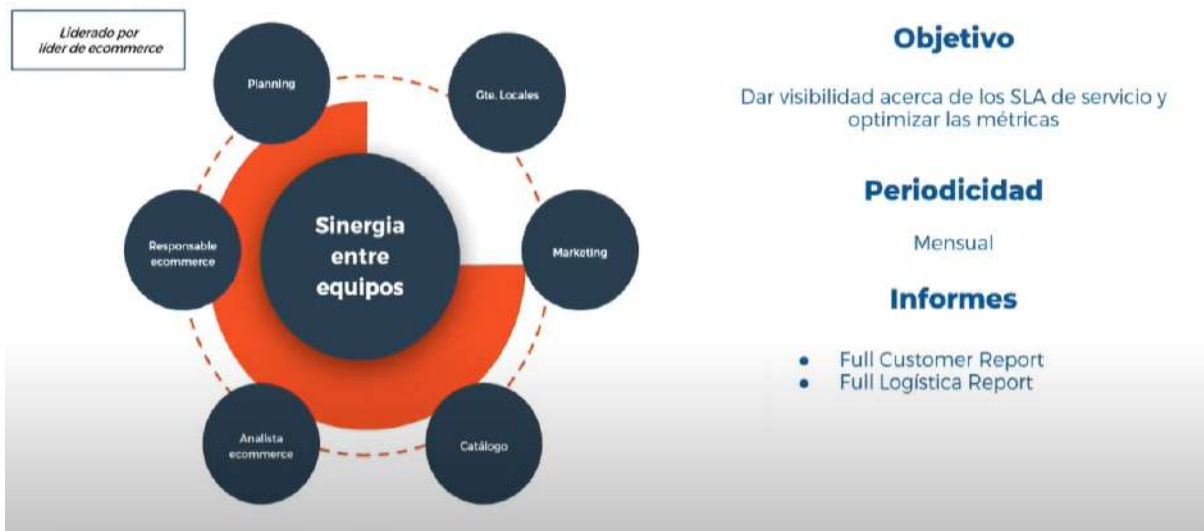 Liderado por
líder de ecommerce
Planning
Gte. Locales
Responsable
ecommerce
Sinergia
entre
equipos
Marketing
Analista
ecommerce
Catálogo
Objetivo
Dar visibilidad acerca de los SLA de servicio y
optimizar las métricas
Periodicidad
Mensual
Informes
● Full Customer Report
● Full Logística Report